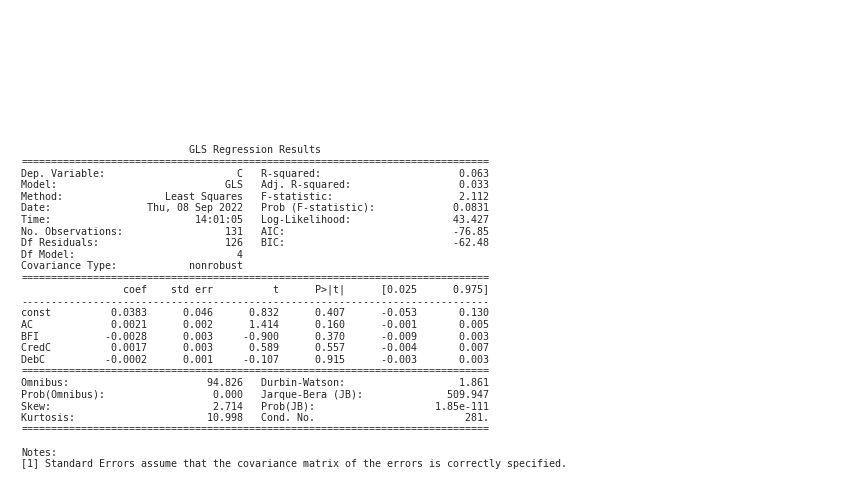 GLS Regression Results
==============================================================================
Dep. Variable:                      C   R-squared:                       0.063
Model:                            GLS   Adj. R-squared:                  0.033
Method:                 Least Squares   F-statistic:                     2.112
Date:                Thu, 08 Sep 2022   Prob (F-statistic):             0.0831
Time:                        14:01:05   Log-Likelihood:                 43.427
No. Observations:                 131   AIC:                            -76.85
Df Residuals:                     126   BIC:                            -62.48
Df Model:                           4
Covariance Type:            nonrobust
==============================================================================
                 coef    std err          t      P>|t|      [0.025      0.975]
------------------------------------------------------------------------------
const          0.0383      0.046      0.832      0.407      -0.053       0.130
AC             0.0021      0.002      1.414      0.160      -0.001       0.005
BFI           -0.0028      0.003     -0.900      0.370      -0.009       0.003
CredC          0.0017      0.003      0.589      0.557      -0.004       0.007
DebC          -0.0002      0.001     -0.107      0.915      -0.003       0.003
==============================================================================
Omnibus:                       94.826   Durbin-Watson:                   1.861
Prob(Omnibus):                  0.000   Jarque-Bera (JB):              509.947
Skew:                           2.714   Prob(JB):                    1.85e-111
Kurtosis:                      10.998   Cond. No.                         281.
==============================================================================
Notes:
[1] Standard Errors assume that the covariance matrix of the errors is correctly specified.